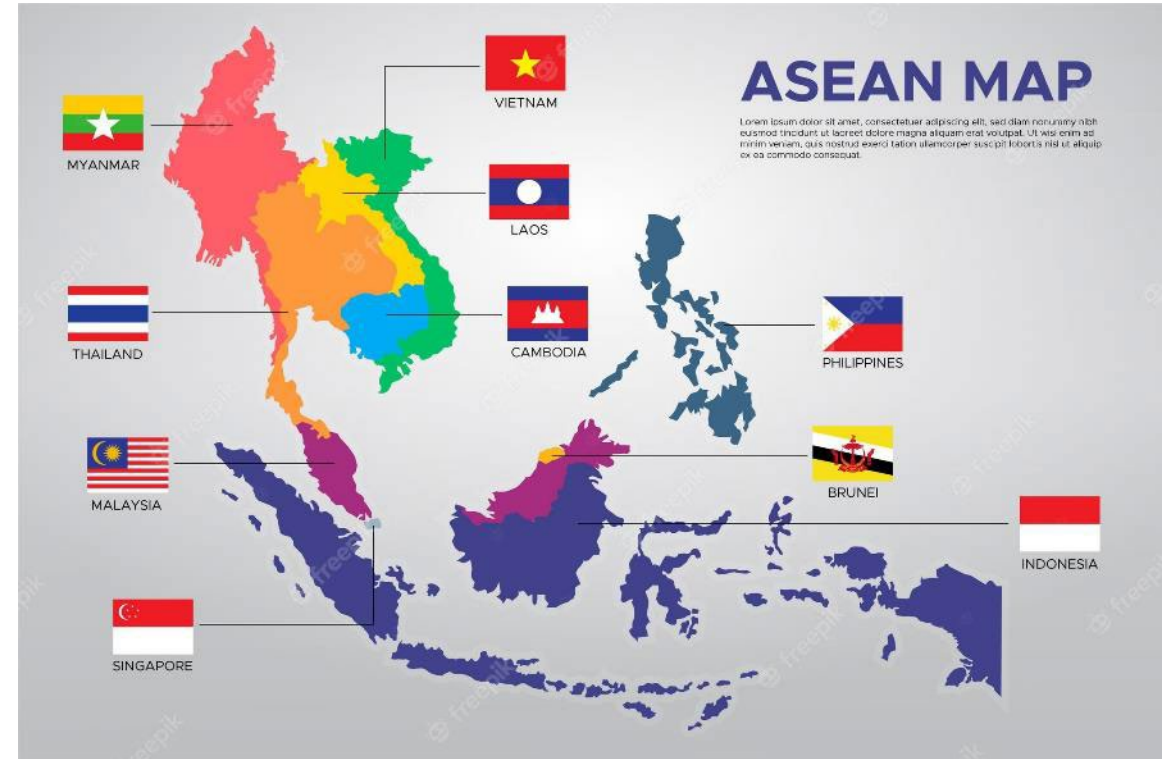 ASEAN MAP
Lorem ipsum dolor sit amet, consectetuer adipiscing elit, sed diam nonummy nibh
euismod tincidunt ut laoreet dolore magna aliquam erat volutpat. Ut wisi enim ad
minim veniam, quis nostrud exerci tation ullamcorper suscipit lobortis nisl ut aliquip
ex ea commodo consequat.
VIETNAM
MYANMAR
LAOS
THAILAND
CAMBODIA
PHILIPPINES
MALAYSIA
BRUNEI
INDONESIA
SINGAPORE
freepik